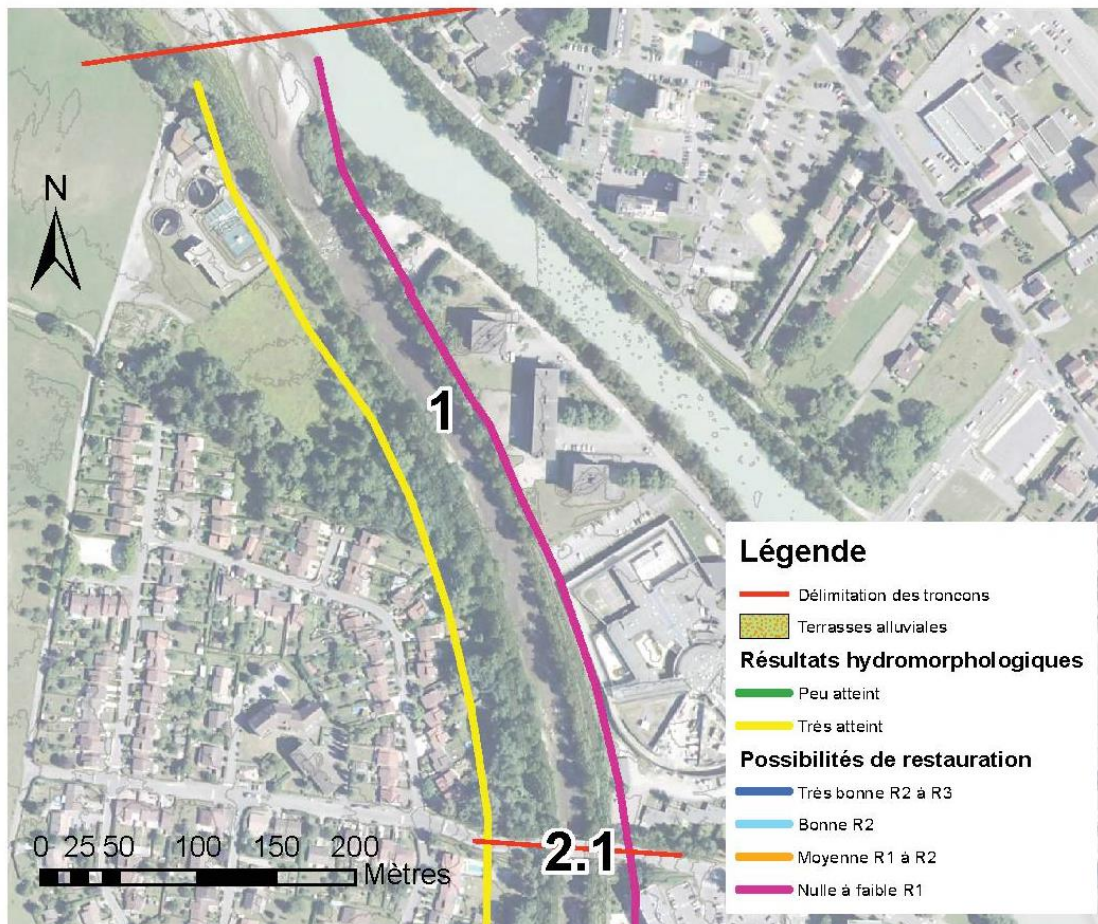 N
1
2.1
0 25 50 100 200
Mètres
Légende
Délimitation des troncons
Terrasses alluviales
Résultats hydromorphologiques
Peu atteint
Très atteint
Possibilités de restauration
Très bonne R2 à R3
Bonne R2
Moyenne R1 à R2
Nulle à faible R1